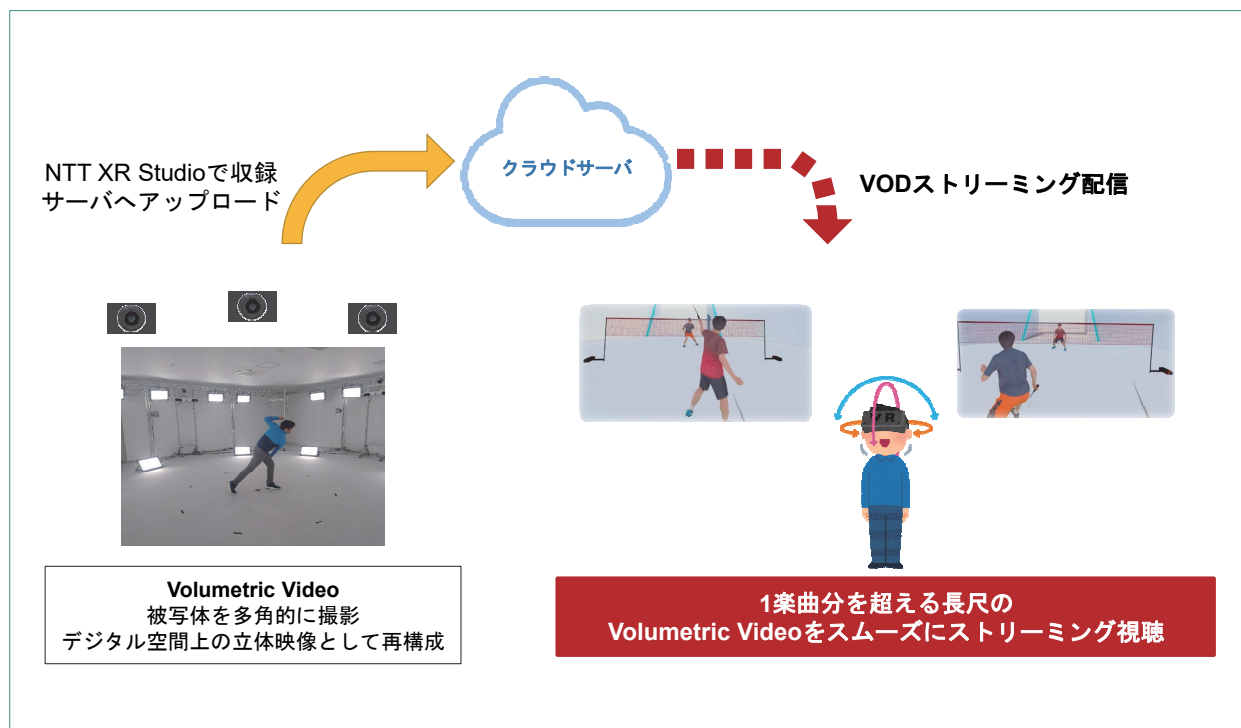 NTT XR Studioで収録
サーバへアップロード
クラウドサーバ
VODストリーミング配信
VR
Volumetric Video
被写体を多角的に撮影
デジタル空間上の立体映像として再構成
1楽曲分を超える長尺の
Volumetric Videoをスムーズにストリーミング視聴